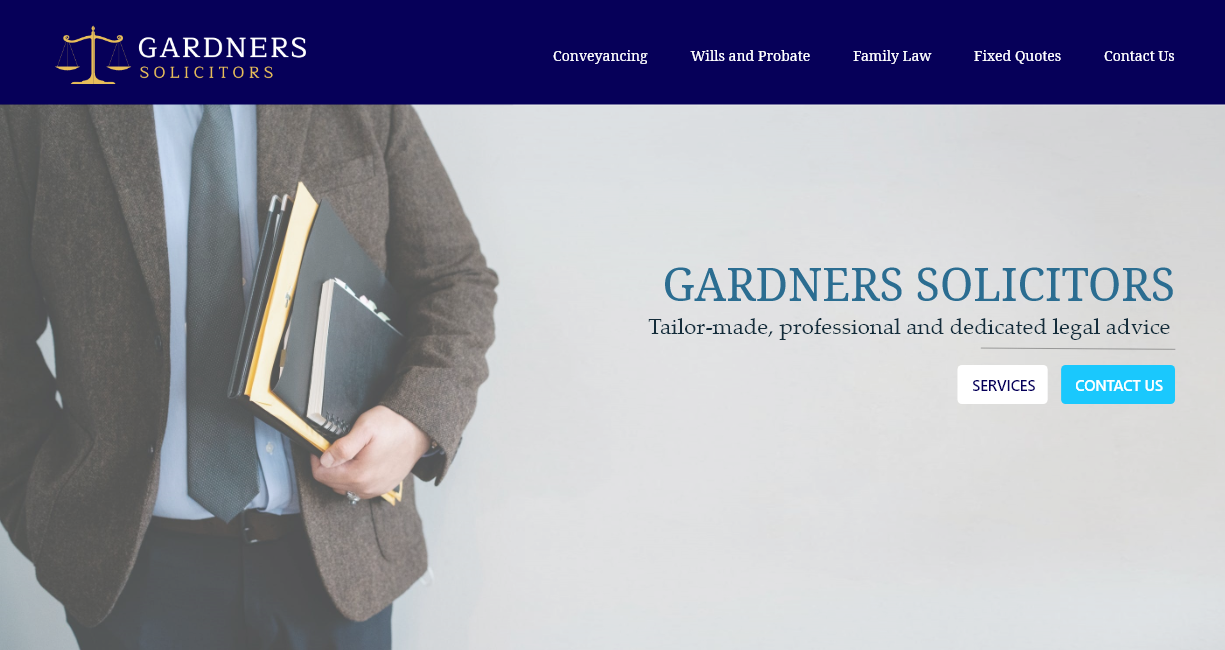 GARDNERS
SOLICITORS
Conveyancing Wills and Probate Family Law Fixed Quotes Contact Us
GARDNERS SOLICITORS
Tailor-made, professional and dedicated legal advice
SERVICES CONTACT US